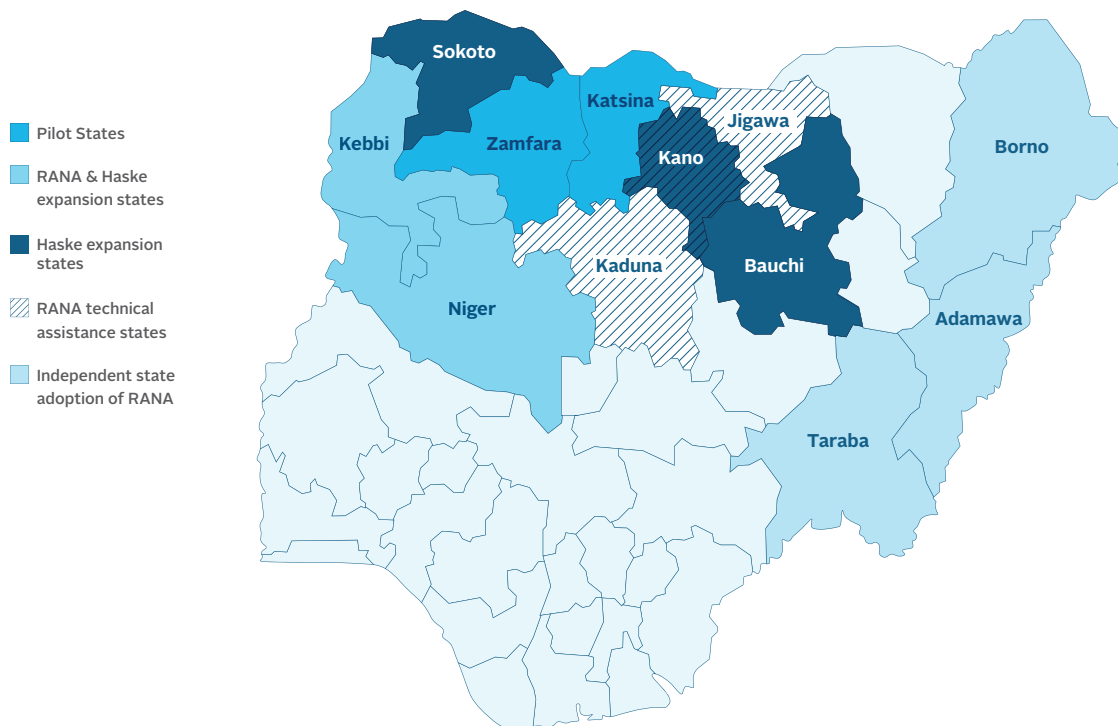 Pilot States
RANA & Haske
expansion states
Haske expansion
states
RANA technical
assistance states
Independent state
adoption of RANA
Sokoto
Katsina
Jigawa
Kebbi
Zamfara
Kano
Borno
Kaduna
Bauchi
Niger
Adamawa
Taraba